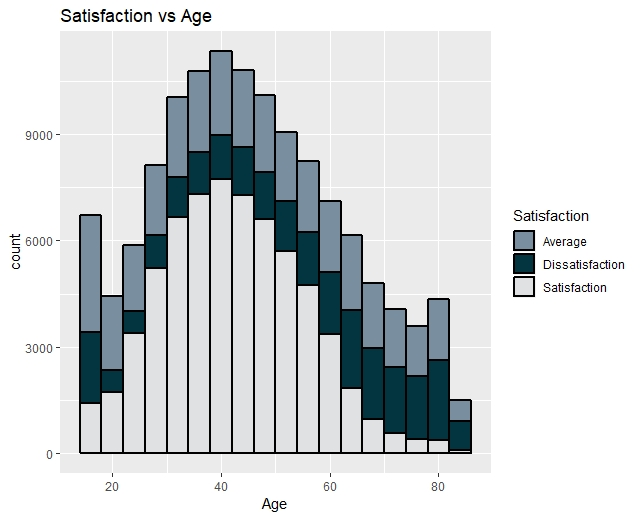 Satisfaction vs Age
9000
6000
3000
0
count
20 40 60 80
Age
Satisfaction
Average
Dissatisfaction
Satisfaction